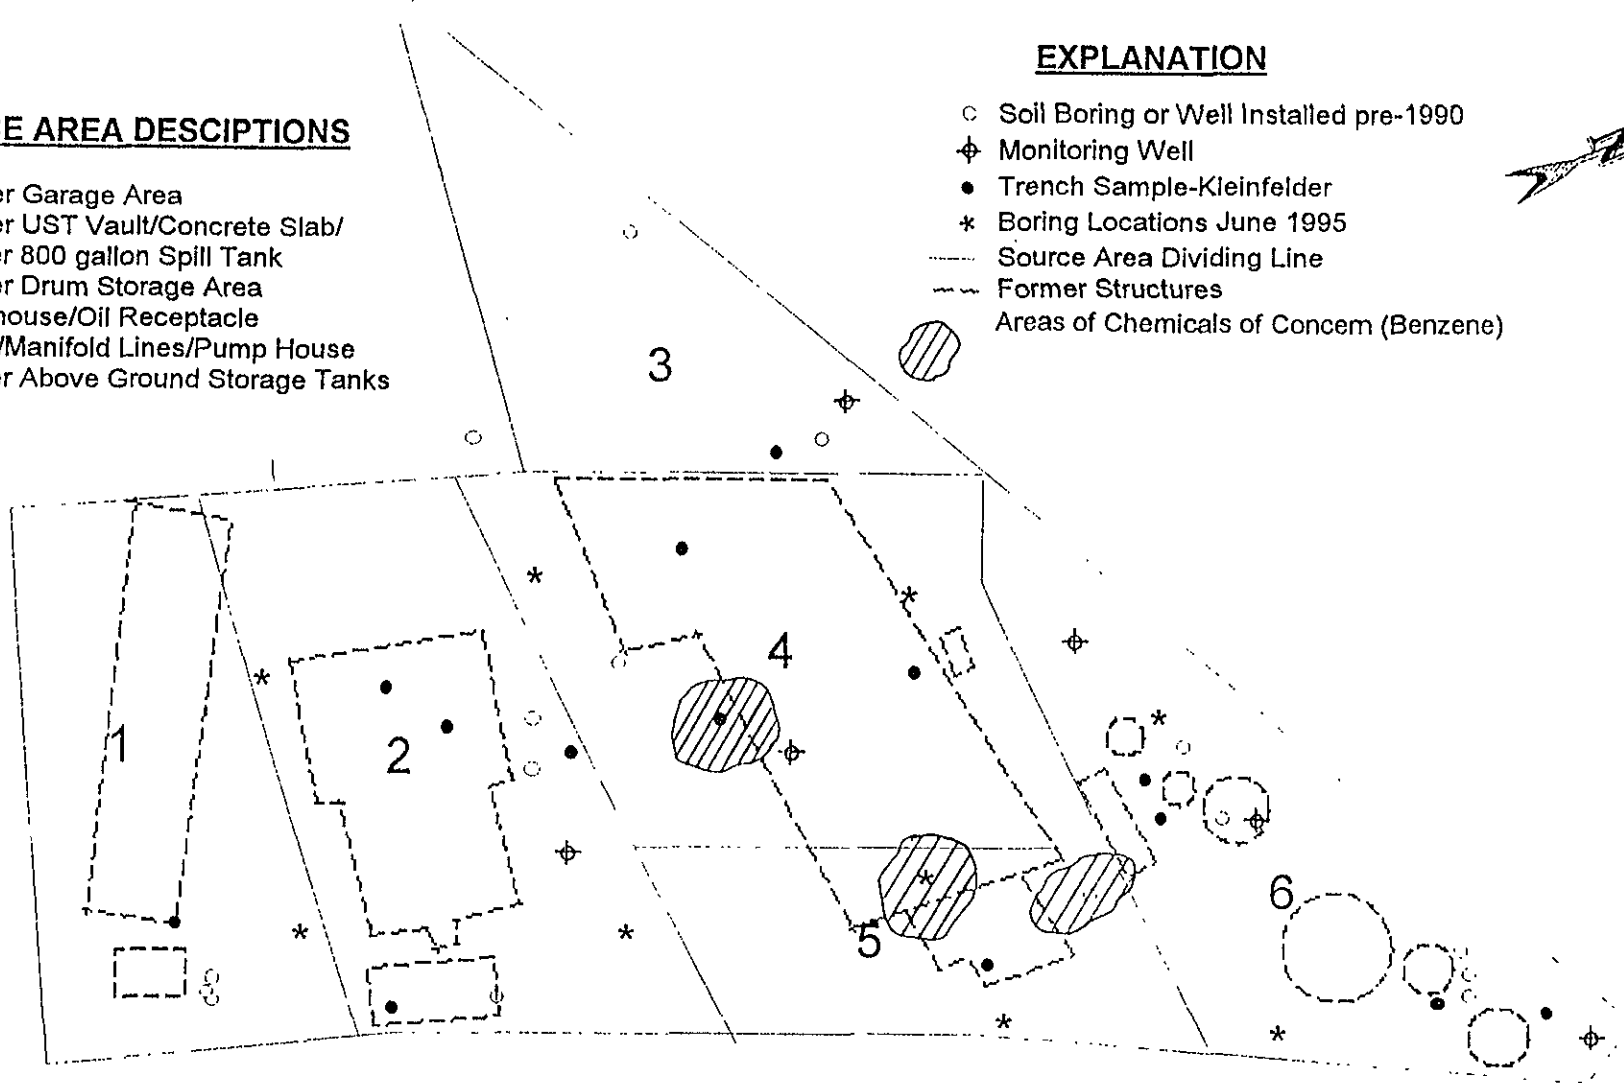 E AREA DESCIPTIONS
er Garage Area
er UST Vault/Concrete Slab/
er 800 gallon Spill Tank
er Drum Storage Area
house/Oil Receptacle
/Manifold Lines/Pump House
er Above Ground Storage Tanks
EXPLANATION
Soil Boring or Well Installed pre-1990
Monitoring Well
Trench Sample-Kleinfelder
Boring Locations June 1995
Source Area Dividing Line
Former Structures
Areas of Chemicals of Concern (Benzene)
3
4
1
2
6
5